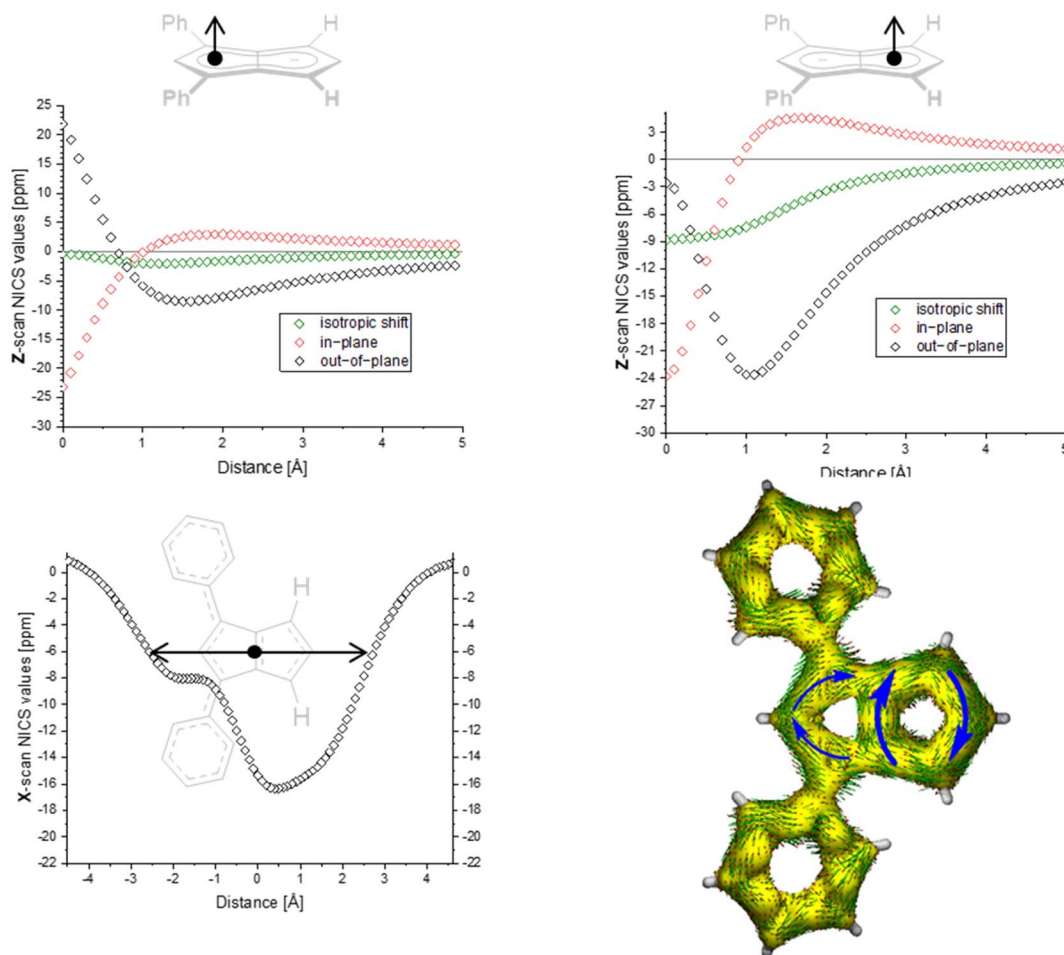 Ph
H
Ph
H
Z-scan NICS values [ppm]
25
20
15
10
5
0
-5
-10
-15
-20
-25
-30
isotropic shift
in-plane
out-of-plane
0 1 2 3 4 5
Distance [Å]
Ph
H
Ph
H
Z-scan NICS values [ppm]
3
0
-3
-6
-9
-12
-15
-18
-21
-24
-27
-30
isotropic shift
in-plane
out-of-plane
0 1 2 3 4 5
Distance [Å]
X-scan NICS values [ppm]
0
-2
-4
-6
-8
-10
-12
-14
-16
-18
-20
-22
H
H
0
-2
-4
-6
-8
-10
-12
-14
-16
-18
-20
-22
-4 -3 -2 -1 0 1 2 3 4
Distance [Å]